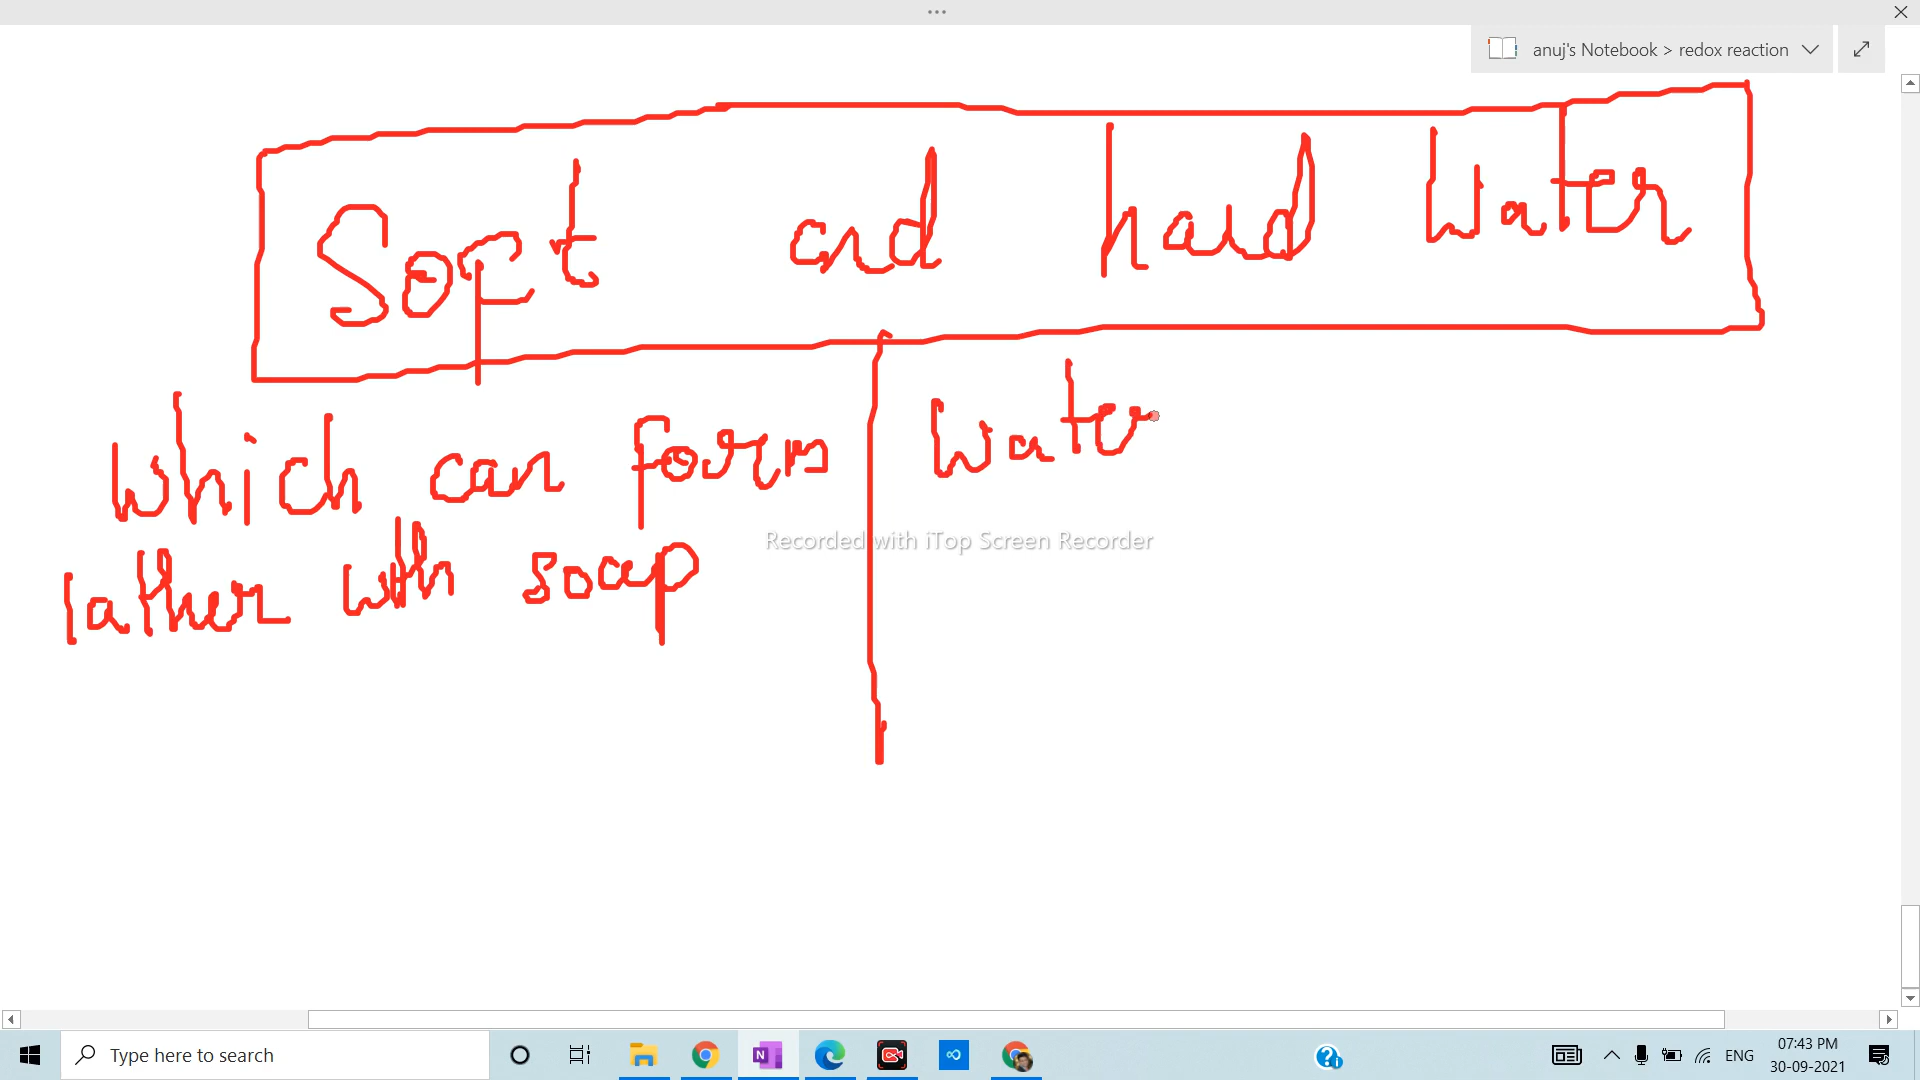 anuj's Notebook > redox reaction
Soft and hard Water
which can form
lather with soap
Water
Recorded with iTop Screen Recorder
Type here to search
ENG
07:43 PM
30-09-2021